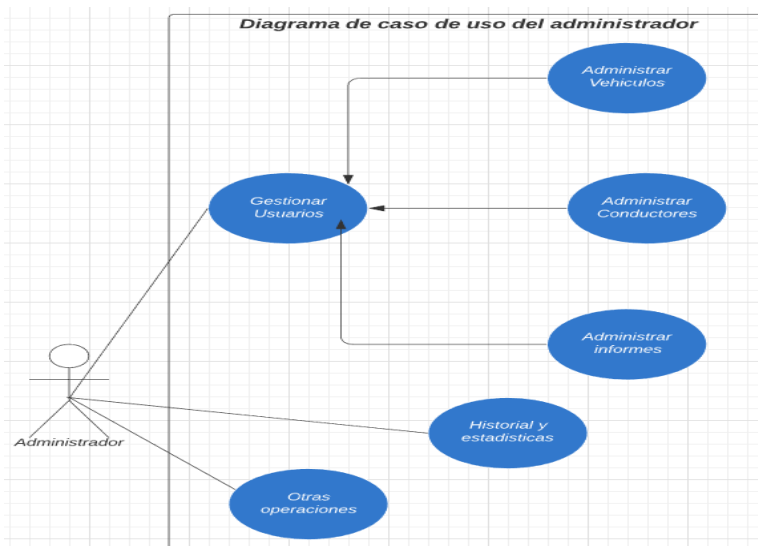 Diagrama de caso de uso del administrador
Administrar
Vehiculos
Gestionar
Usuarios
Administrar
Conductores
Administrar
informes
Historial y
estadísticas
Administrador
Otras
operaciones